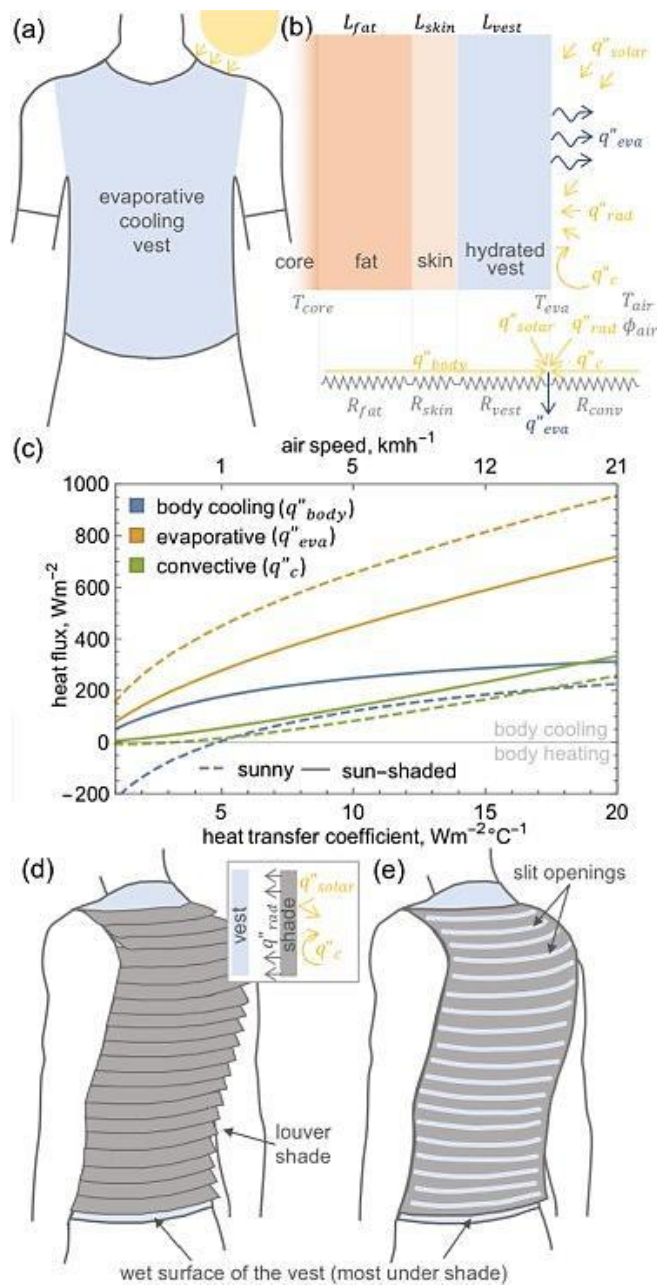 (a)
evaporative
cooling
vest
(b)
L_fat L_skin L_vest
q"_solar
q"_eva
q"_rad
q"_c
core fat skin hydrated
vest
T_core T_eva T_air
q"_solar q"_rad ϕ_air
q"_body q"_c
R_fat R_skin R_vest R_conv
q"_eva
(c)
air speed, kmh⁻¹
1 5 12 21
1000
800
600
400
200
0
−200
heat flux, Wm⁻²
body cooling (q"_body)
evaporative (q"_eva)
convective (q"_c)
body cooling
body heating
sunny sun-shaded
5 10 15 20
heat transfer coefficient, Wm⁻²°C⁻¹
(d)
vest
q"_rad
shade
q"_solar
q"_c
louver
shade
(e)
slit openings
wet surface of the vest (most under shade)